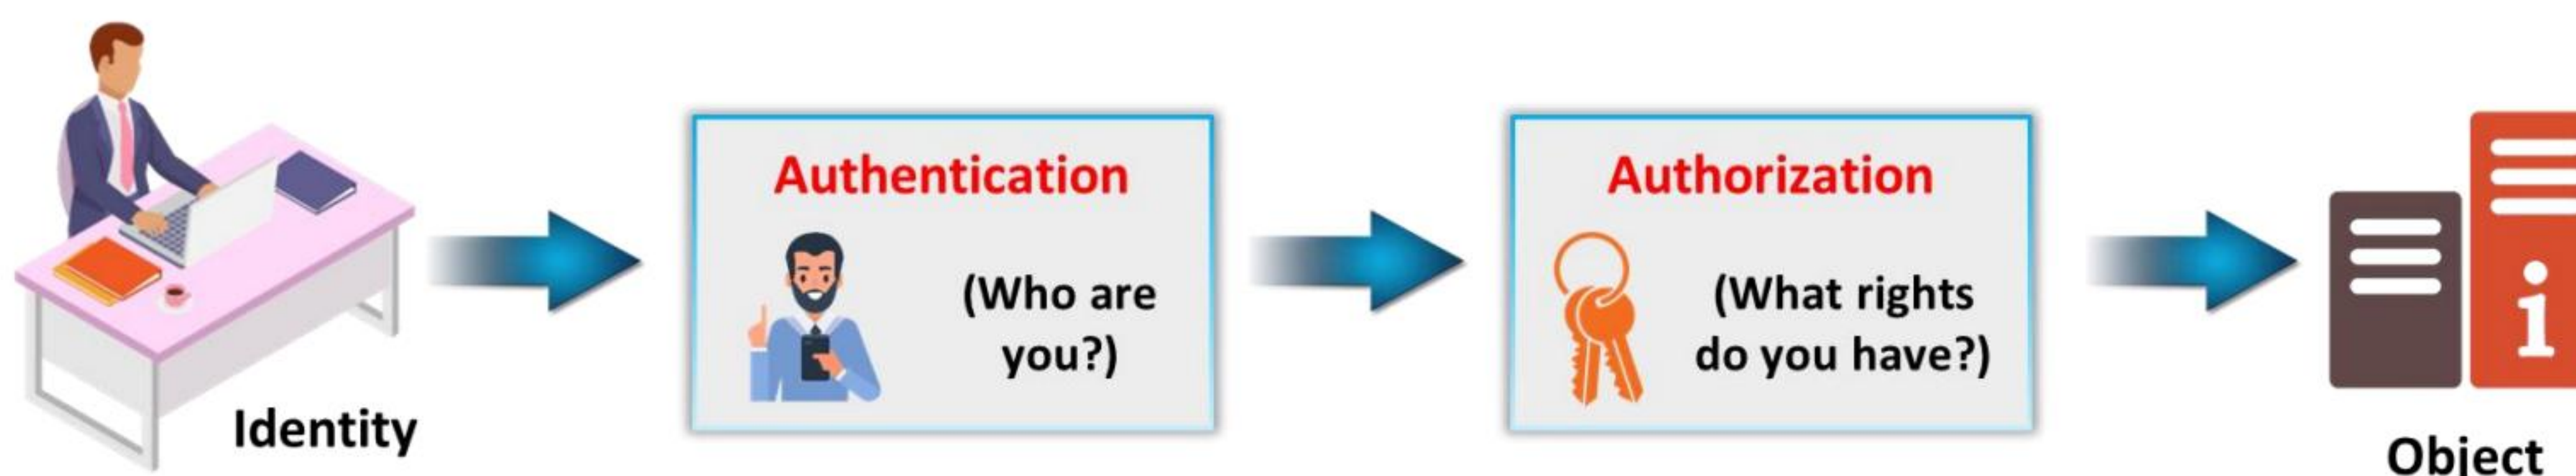 Identity
Authentication
(Who are
you?)
Authorization
(What rights
do you have?)
Object